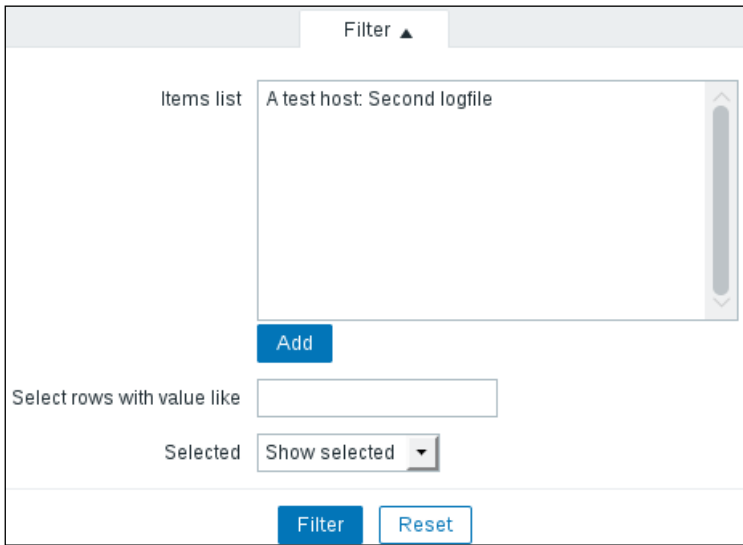 Filter ▲
Items list
A test host: Second logfile
Add
Select rows with value like
Selected
Show selected
Filter
Reset